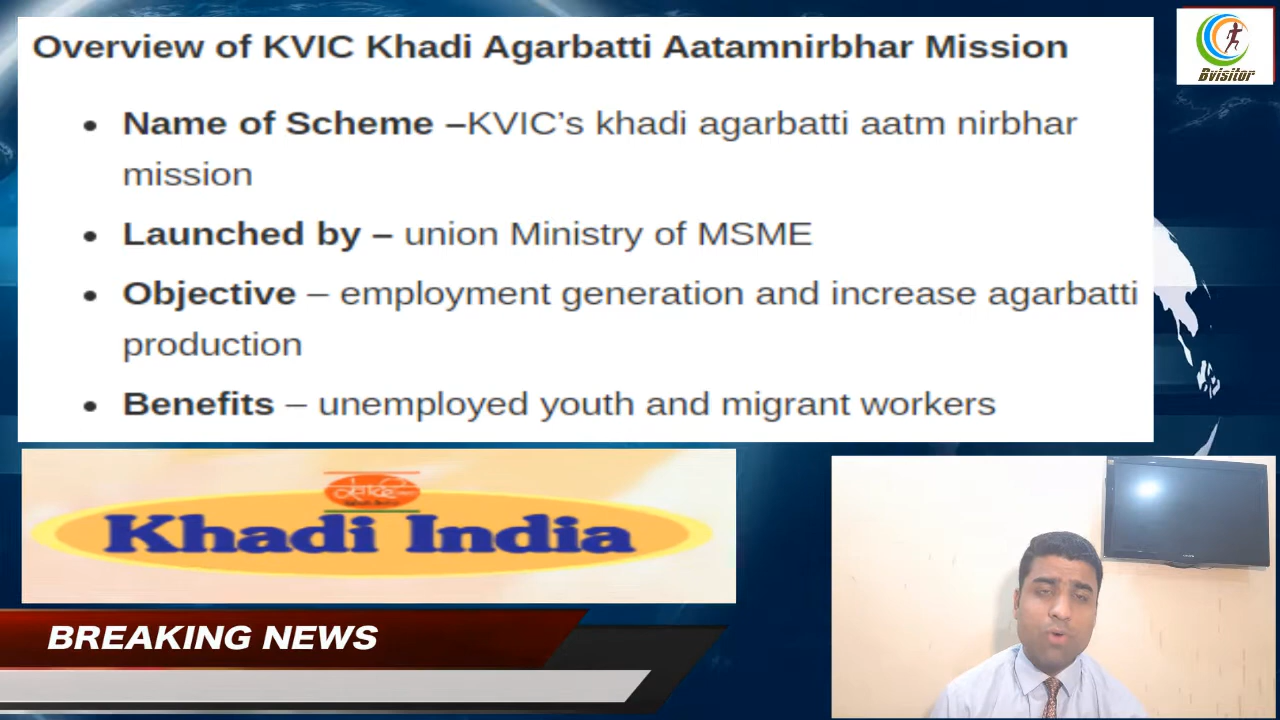 Overview of KVIC Khadi Agarbatti Aatamnirbhar Mission
Bvisitor
• Name of Scheme –KVIC’s khadi agarbatti aatm nirbhar
mission
• Launched by – union Ministry of MSME
• Objective – employment generation and increase agarbatti
production
• Benefits – unemployed youth and migrant workers
Khadi India
BREAKING NEWS